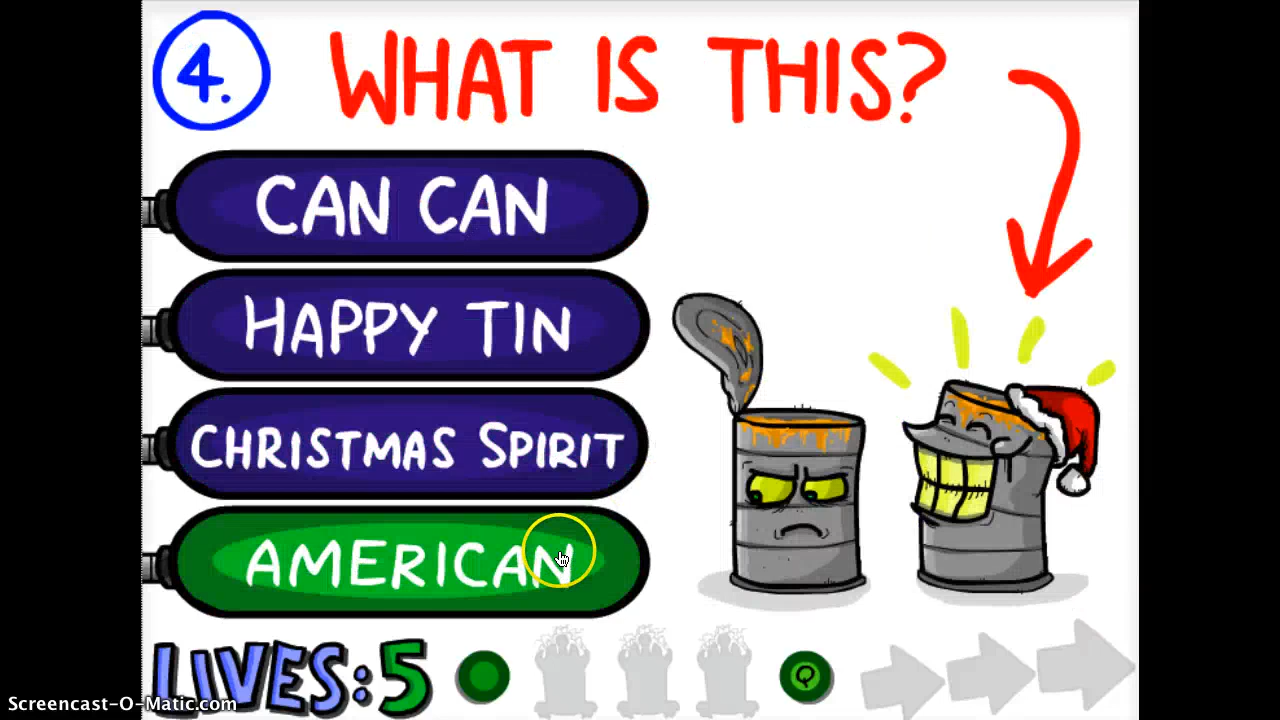 4. WHAT IS THIS?
CAN CAN
HAPPY TIN
CHRISTMAS SPIRIT
AMERICAN
LIVES:5
Q
Screencast-O-Matic.com